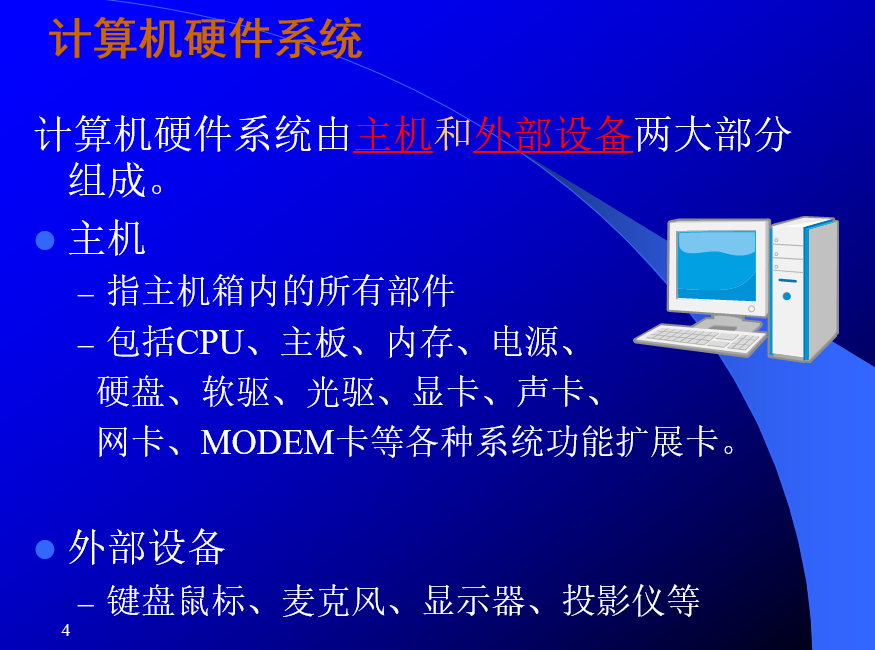 计算机硬件系统
计算机硬件系统由主机和外部设备两大部分
组成。
主机
– 指主机箱内的所有部件
– 包括CPU、主板、内存、电源、
硬盘、软驱、光驱、显卡、声卡、
网卡、MODEM卡等各种系统功能扩展卡。
外部设备
– 键盘鼠标、麦克风、显示器、投影仪等
4